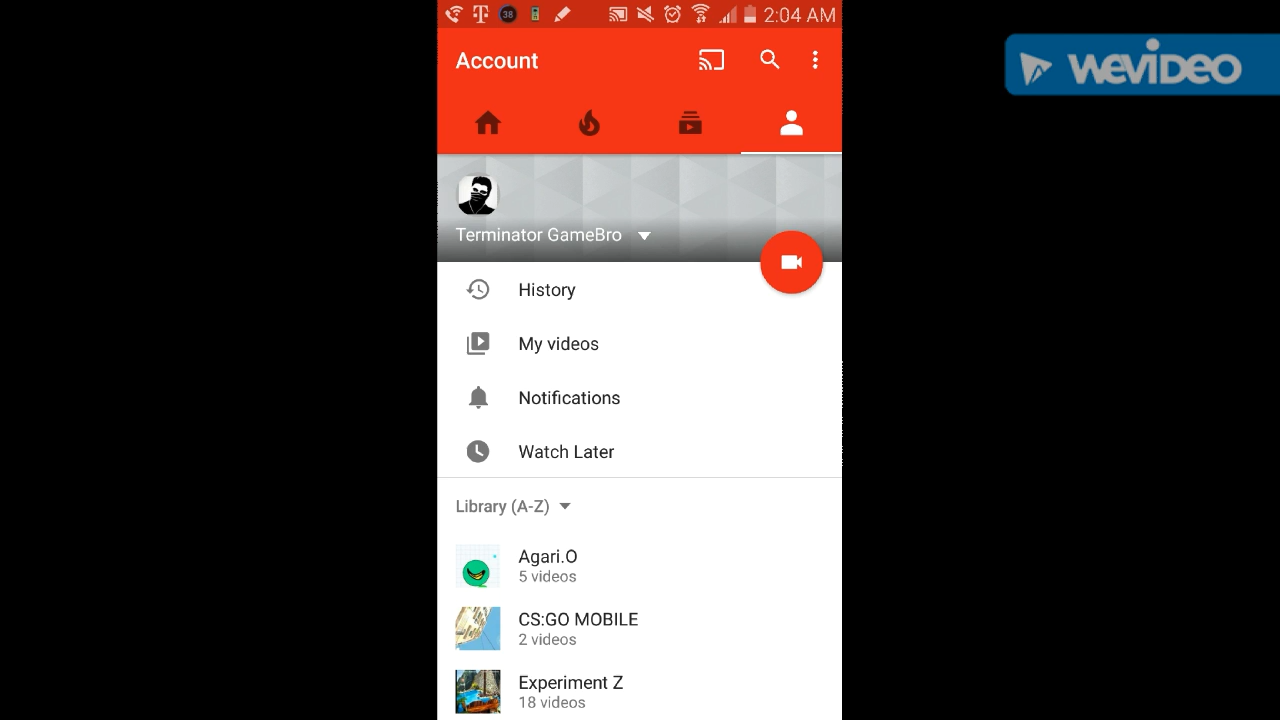 38
2:04 AM
Account
WEVIDEO
Terminator GameBro
History
My videos
Notifications
Watch Later
Library (A-Z)
Agari.O
5 videos
CS:GO MOBILE
2 videos
Experiment Z
18 videos